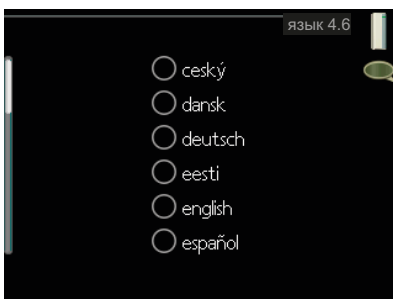 язык 4.6
ceský
dansk
deutsch
eesti
english
español